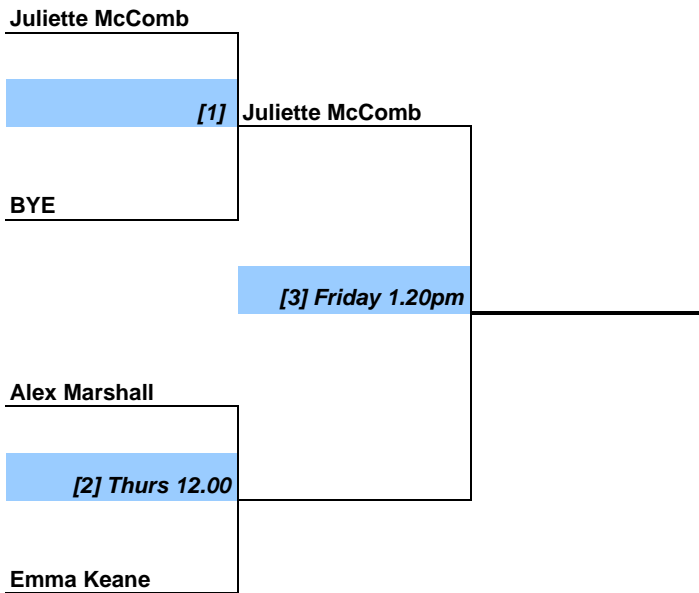 Juliette McComb
[1] Juliette McComb
BYE
[3] Friday 1.20pm
Alex Marshall
[2] Thurs 12.00
Emma Keane